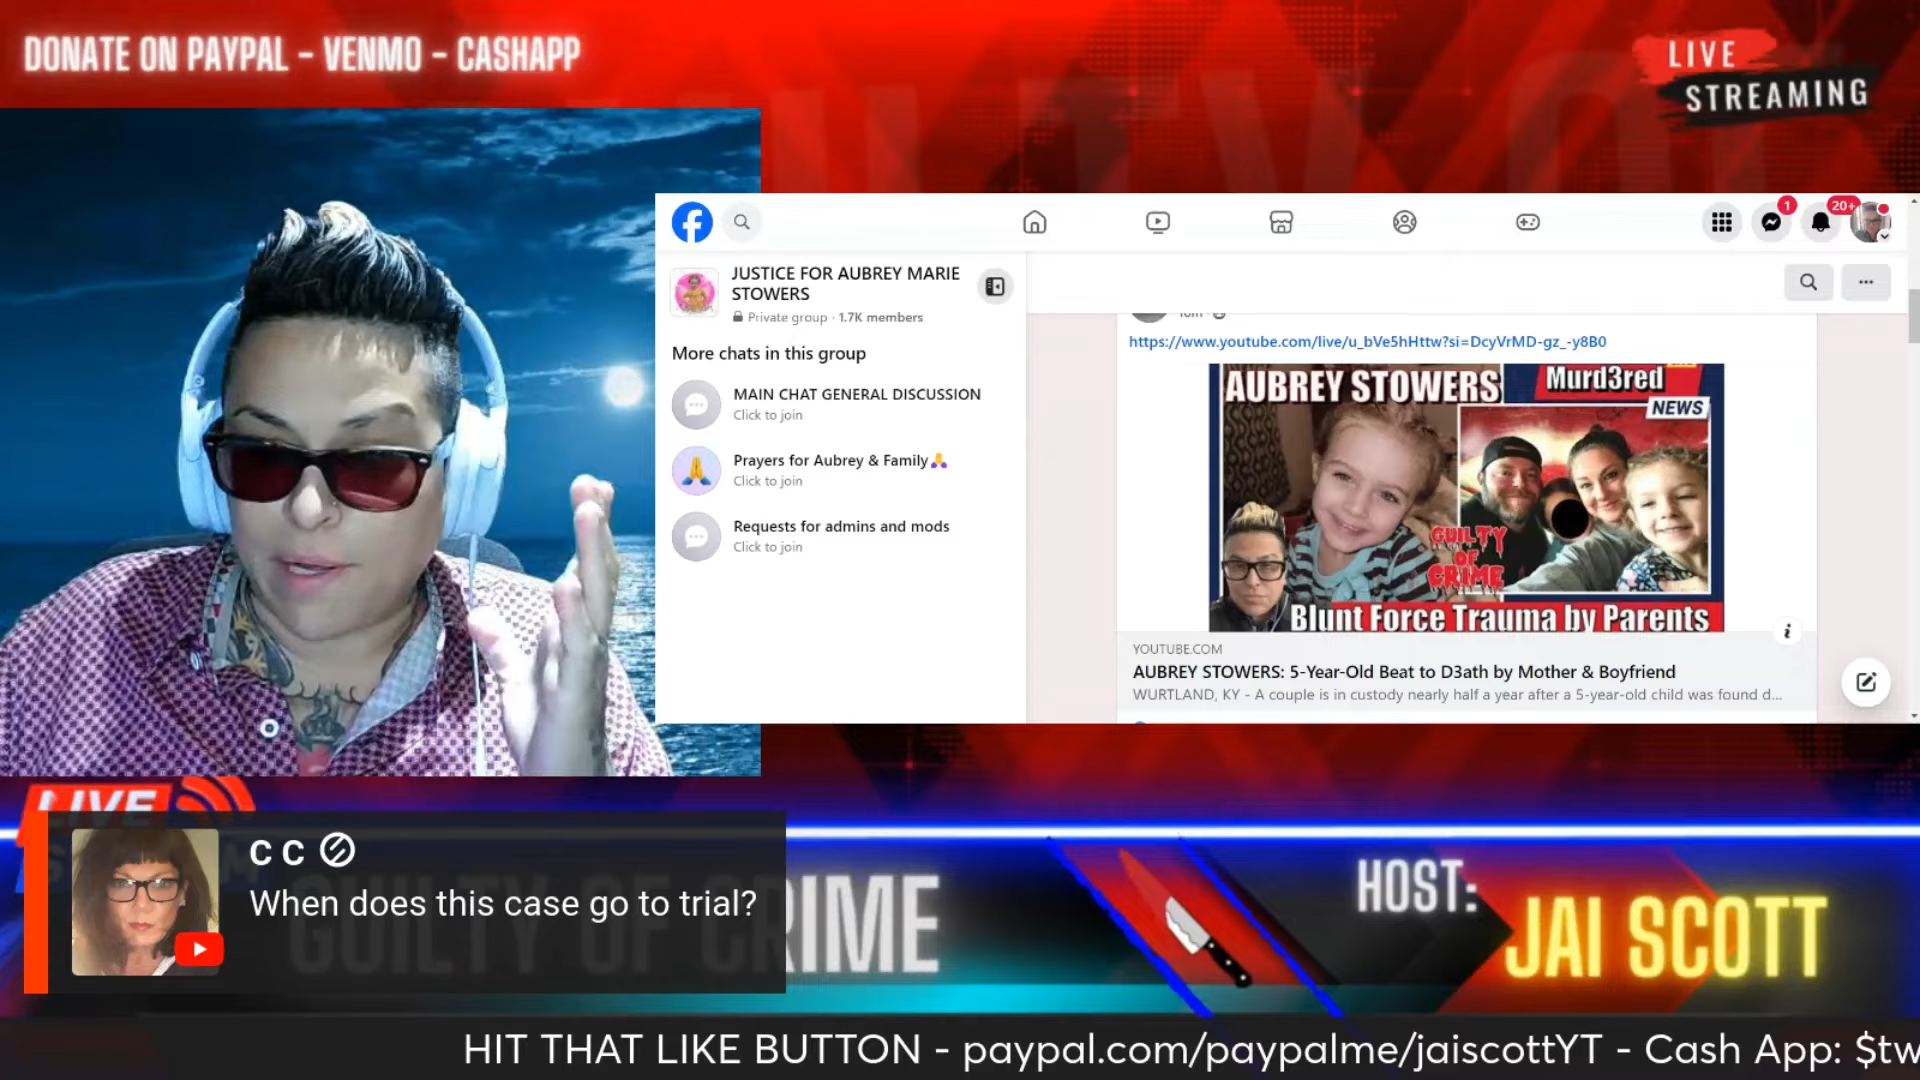 DONATE ON PAYPAL - VENMO - CASHAPP
LIVE
STREAMING
1
20+
JUSTICE FOR AUBREY MARIE
STOWERS
Private group · 1.7K members
More chats in this group
MAIN CHAT GENERAL DISCUSSION
Click to join
Prayers for Aubrey & Family
Click to join
Requests for admins and mods
Click to join
https://www.youtube.com/live/u_bVe5hHttw?si=DcyVrMD-gz_-y8B0
AUBREY STOWERS
Murd3red
NEWS
GUILTY
OF
CRIME
Blunt Force Trauma by Parents
YOUTUBE.COM
AUBREY STOWERS: 5-Year-Old Beat to D3ath by Mother & Boyfriend
WURTLAND, KY - A couple is in custody nearly half a year after a 5-year-old child was found d...
LIVE
C C
When does this case go to trial?
GUILTY OF CRIME
HOST:
JAI SCOTT
HIT THAT LIKE BUTTON - paypal.com/paypalme/jaiscottYT - Cash App: $tw